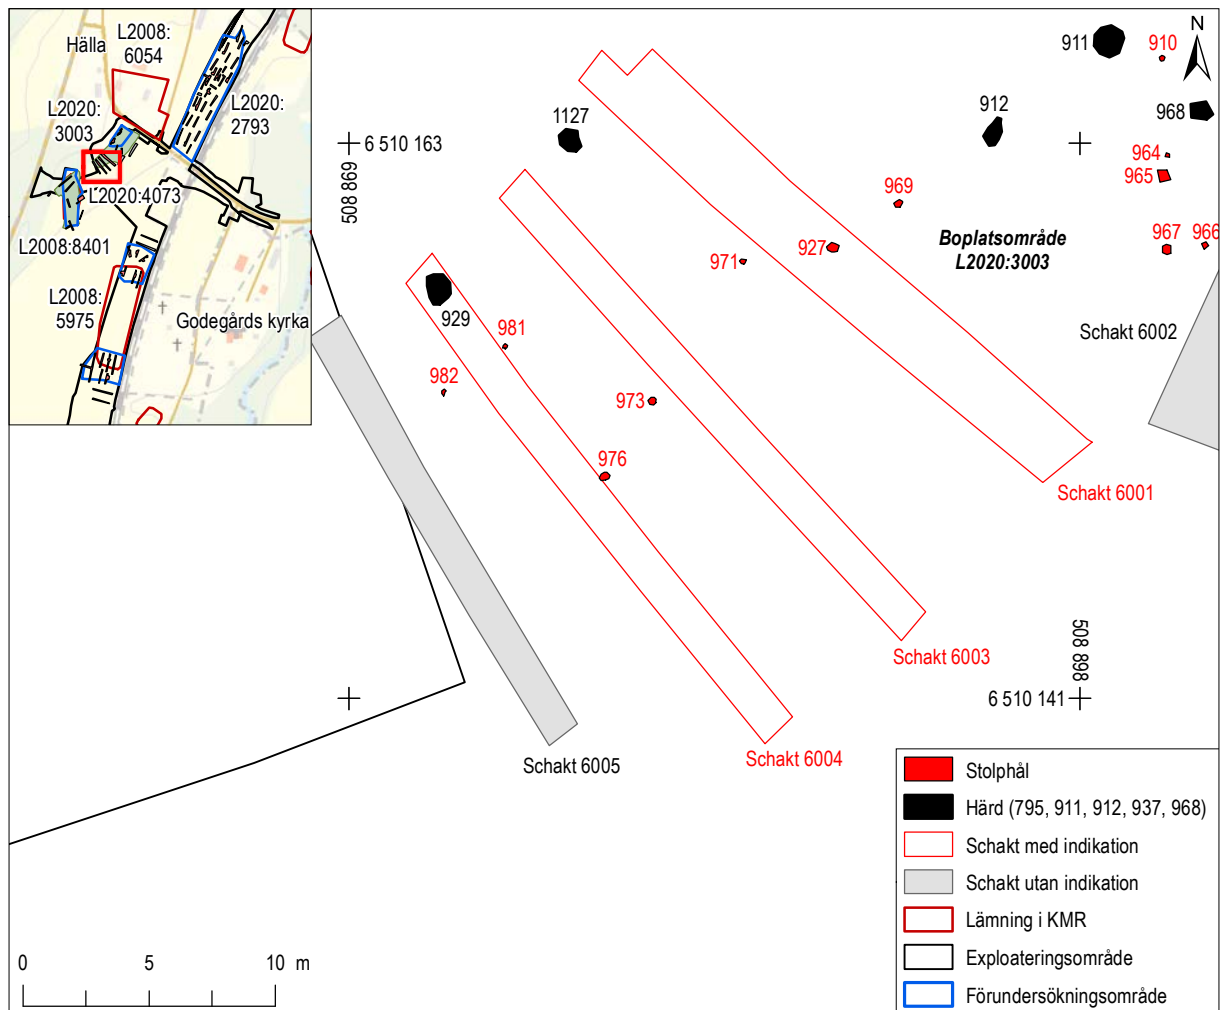 Hälla
L2008:
6054
L2020:
3003
L2020:
2793
L2020:4073
L2008:8401
L2008:
5975
Godegårds kyrka
911
910
N
1127
912
968
6 510 163
508 869
964
965
969
967
966
971
927
Boplatsområde
L2020:3003
929
981
Schakt 6002
982
973
976
Schakt 6001
508 898
Schakt 6003
6 510 141
Schakt 6004
Schakt 6005
Stolphål
Härd (795, 911, 912, 937, 968)
Schakt med indikation
Schakt utan indikation
Lämning i KMR
Exploateringsområde
Förundersökningsområde
0 5 10 m